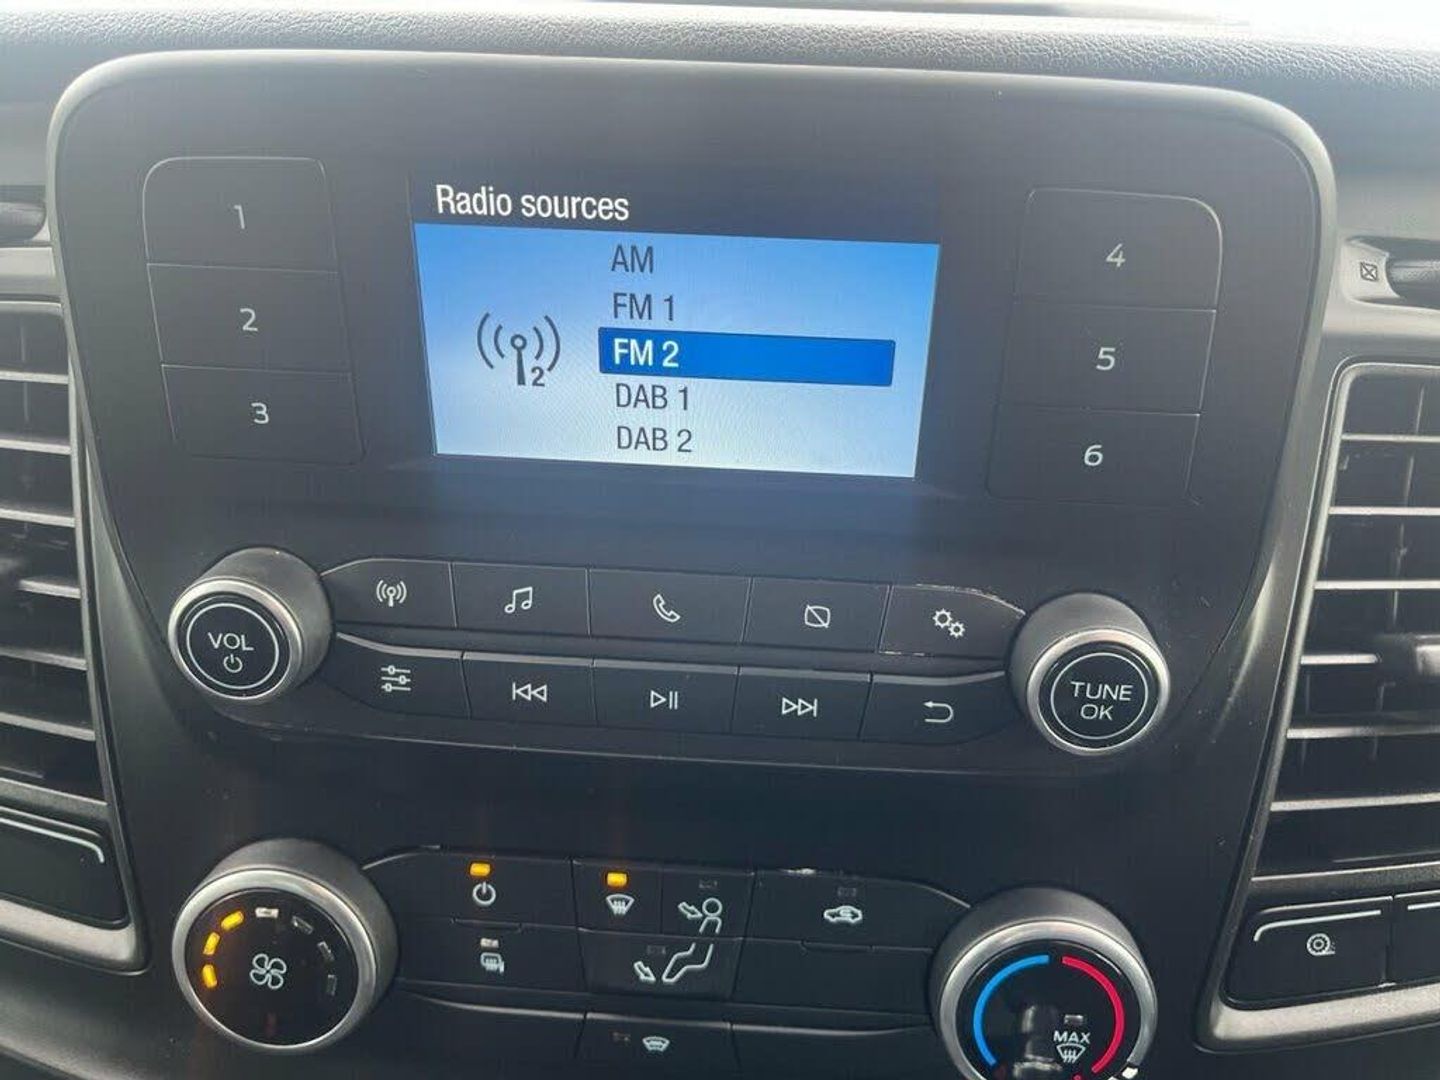 Radio sources
AM
FM 1
FM 2
DAB 1
DAB 2
2
1
2
3
4
5
6
VOL
TUNE
OK
MAX